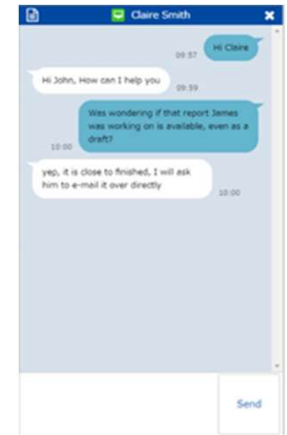 Claire Smith
Hi Claire
09:57
Hi John, How can I help you
09:59
Was wondering if that report James
was working on is available, even as a
draft?
10:00
yep, it is close to finished, I will ask
him to e-mail it over directly
10:00
Send